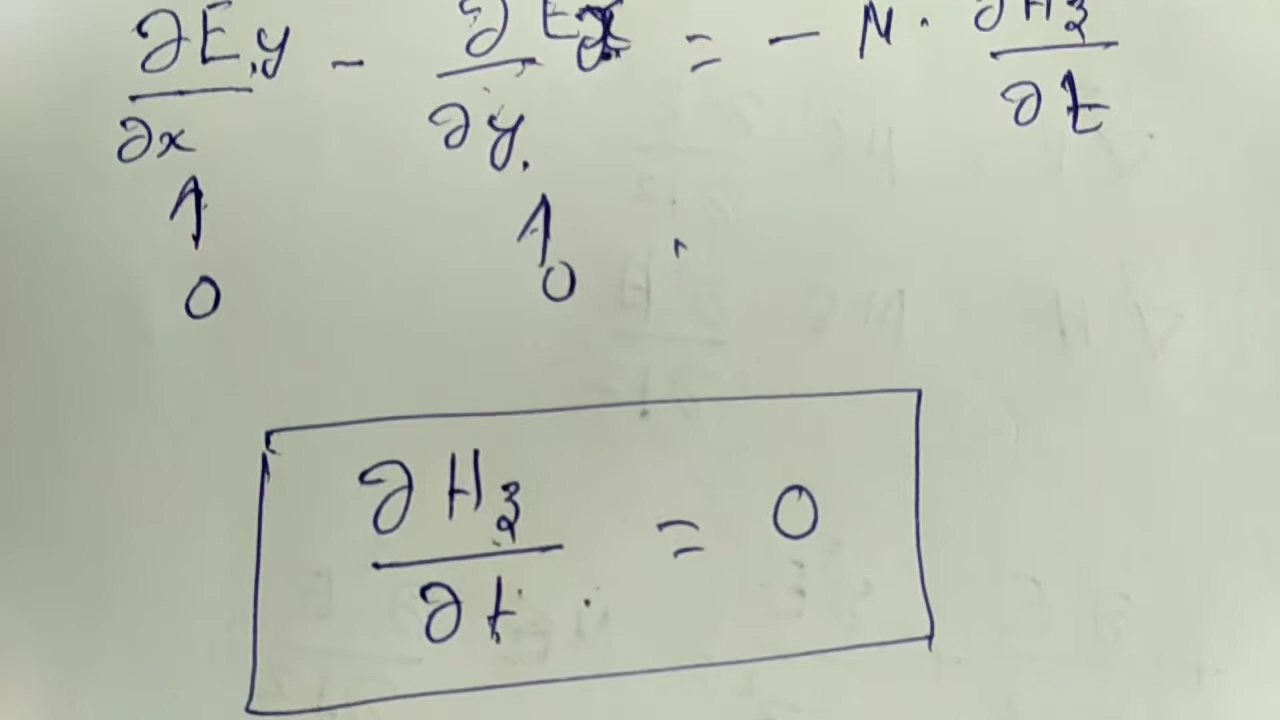 ∂Ey/∂x - ∂Ex/∂y = - μ · ∂Hz/∂t
↑ ↑
0 0
∂Hz/∂t = 0